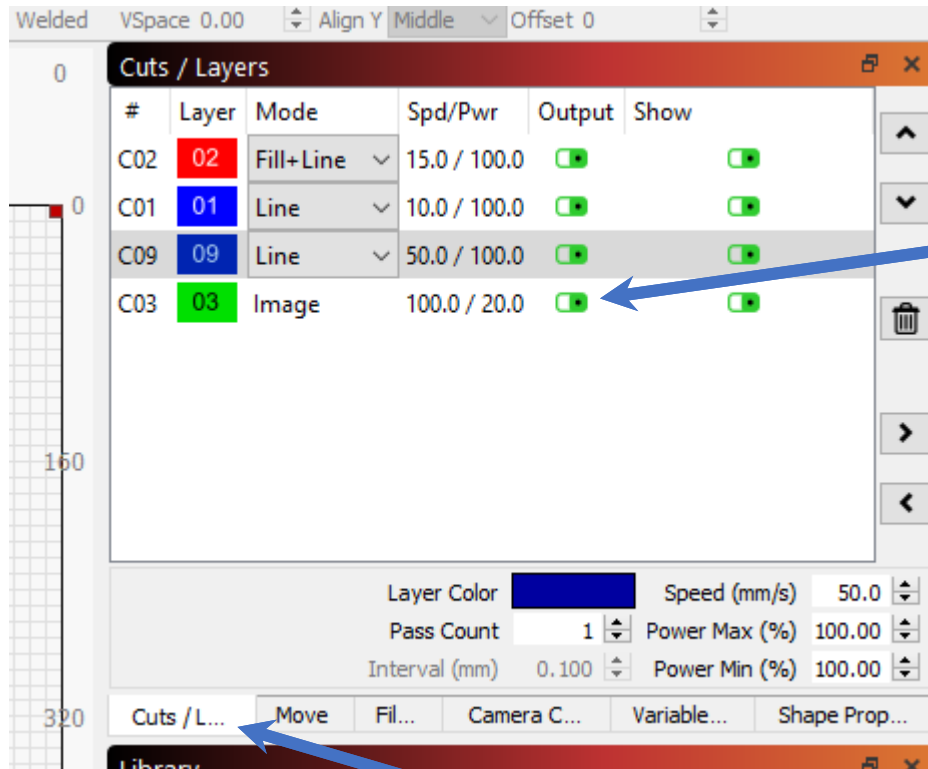 Welded VSpace 0.00 Align Y Middle Offset 0
0
Cuts / Layers
# Layer Mode Spd/Pwr Output Show
C02 02 Fill+Line 15.0 / 100.0
0
C01 01 Line 10.0 / 100.0
C09 09 Line 50.0 / 100.0
C03 03 Image 100.0 / 20.0
160
Layer Color Speed (mm/s) 50.0
Pass Count 1 Power Max (%) 100.00
Interval (mm) 0.100 Power Min (%) 100.00
320
Cuts / L... Move Fil... Camera C... Variable... Shape Prop...
Library